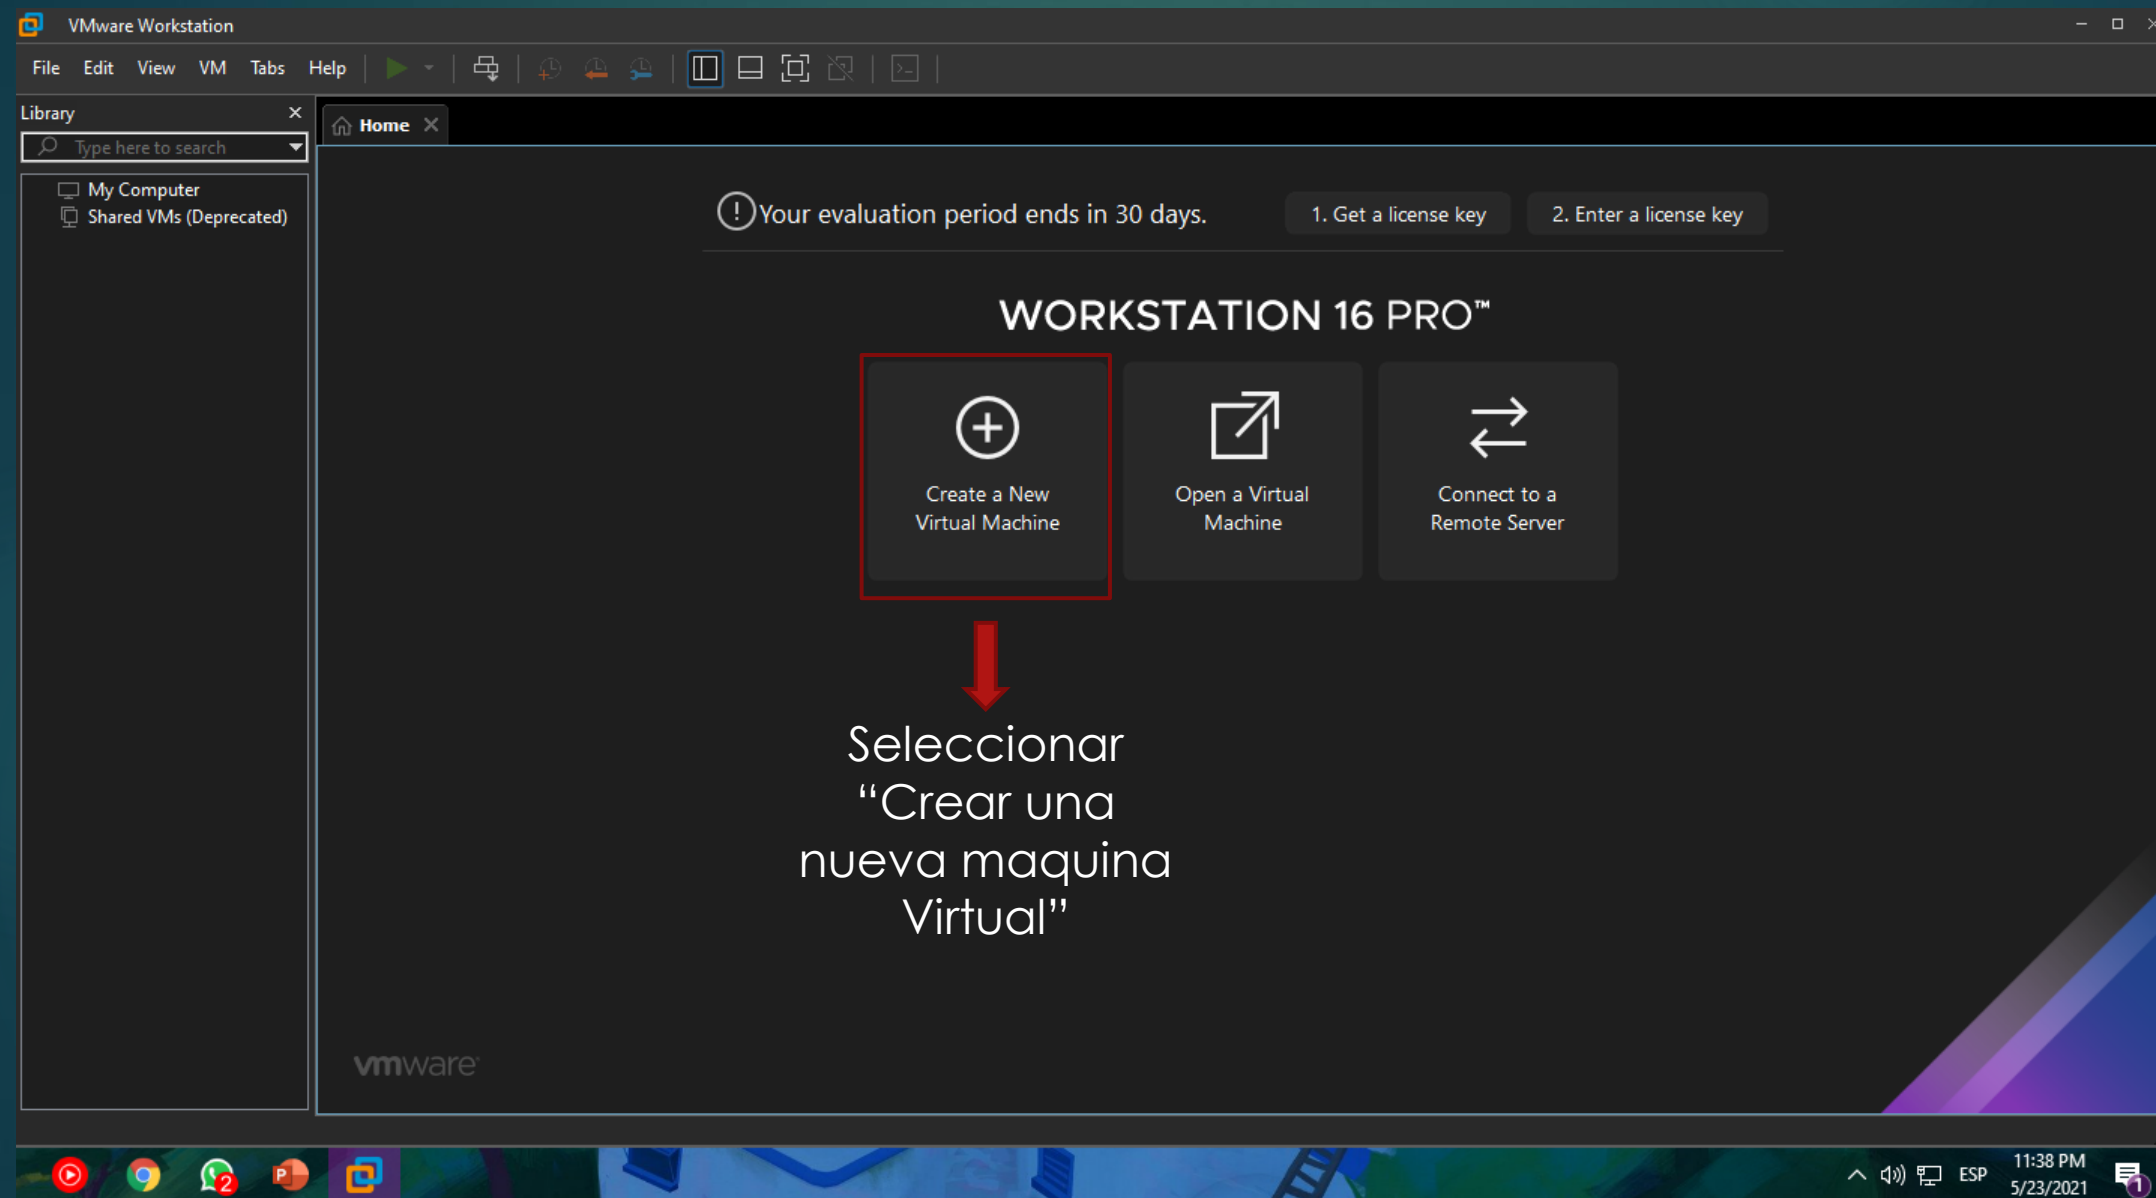 VMware Workstation
File Edit View VM Tabs Help
Library
Type here to search
My Computer
Shared VMs (Deprecated)
Home
Your evaluation period ends in 30 days.
1. Get a license key
2. Enter a license key
WORKSTATION 16 PRO™
Create a New
Virtual Machine
Open a Virtual
Machine
Connect to a
Remote Server
Seleccionar
“Crear una
nueva maquina
Virtual”
vmware
2
P
ESP
11:38 PM
5/23/2021
1